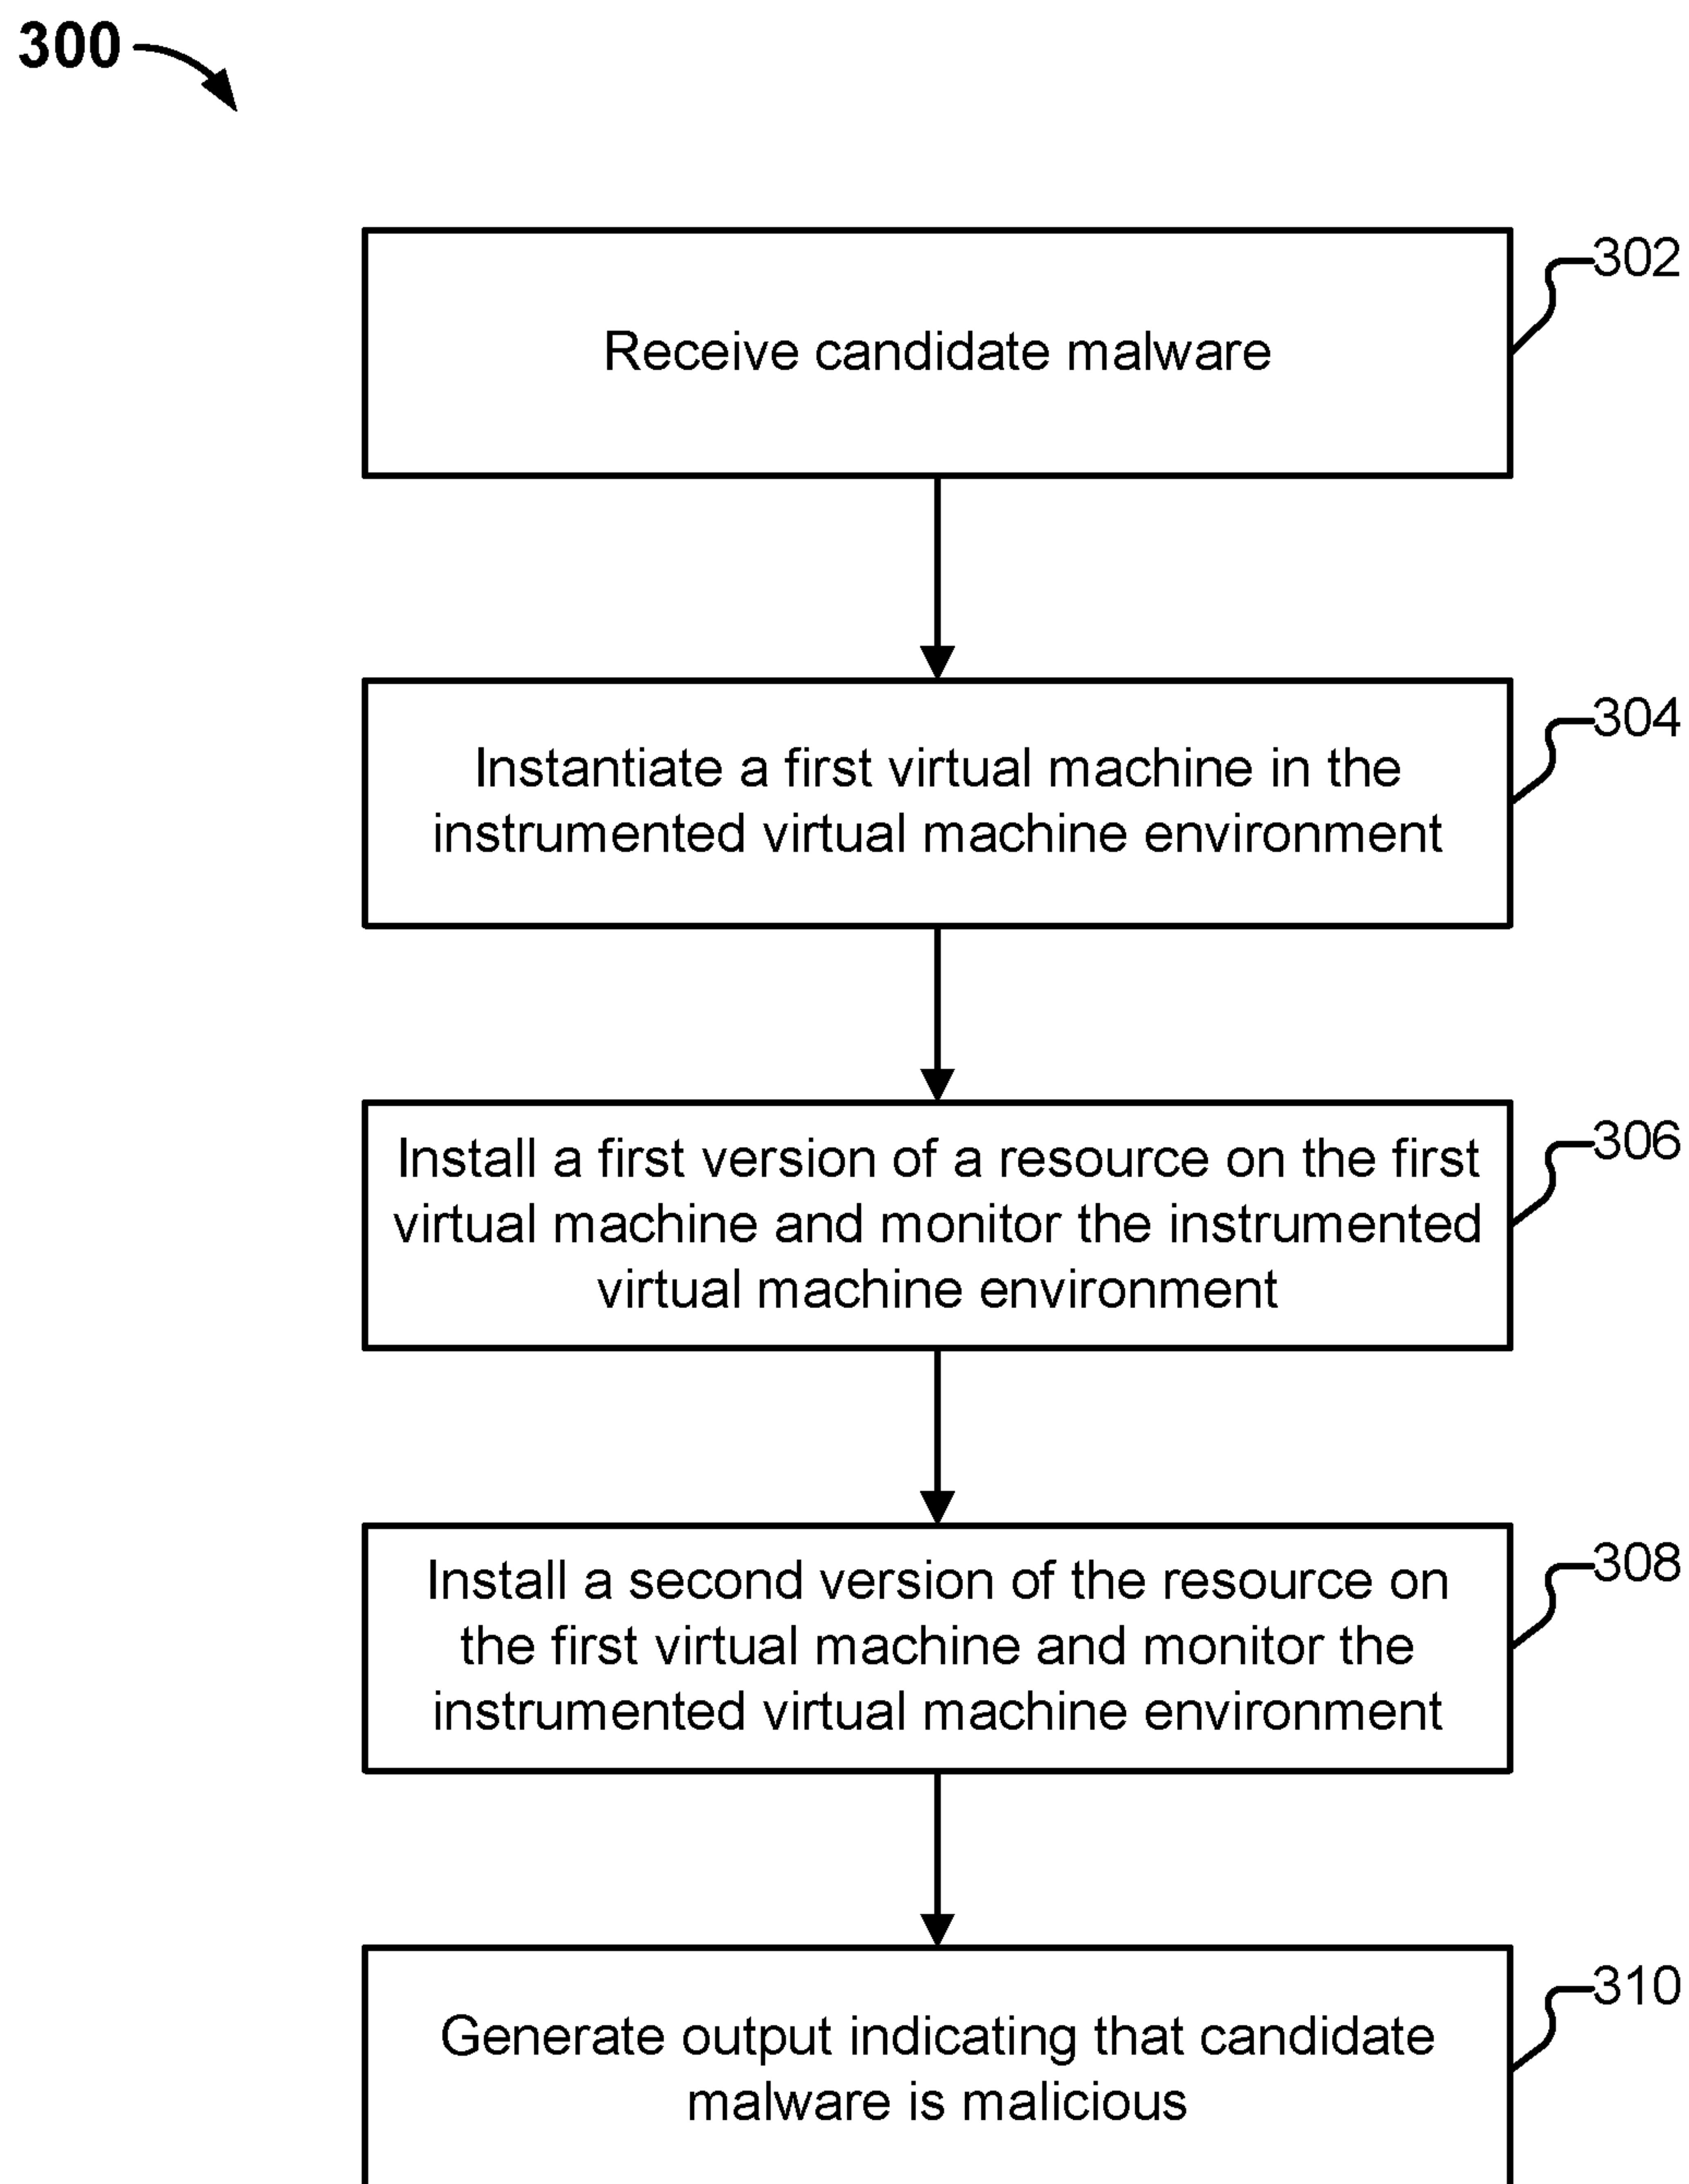 300
302
Receive candidate malware
304
Instantiate a first virtual machine in the
instrumented virtual machine environment
306
Install a first version of a resource on the first
virtual machine and monitor the instrumented
virtual machine environment
308
Install a second version of the resource on
the first virtual machine and monitor the
instrumented virtual machine environment
310
Generate output indicating that candidate
malware is malicious